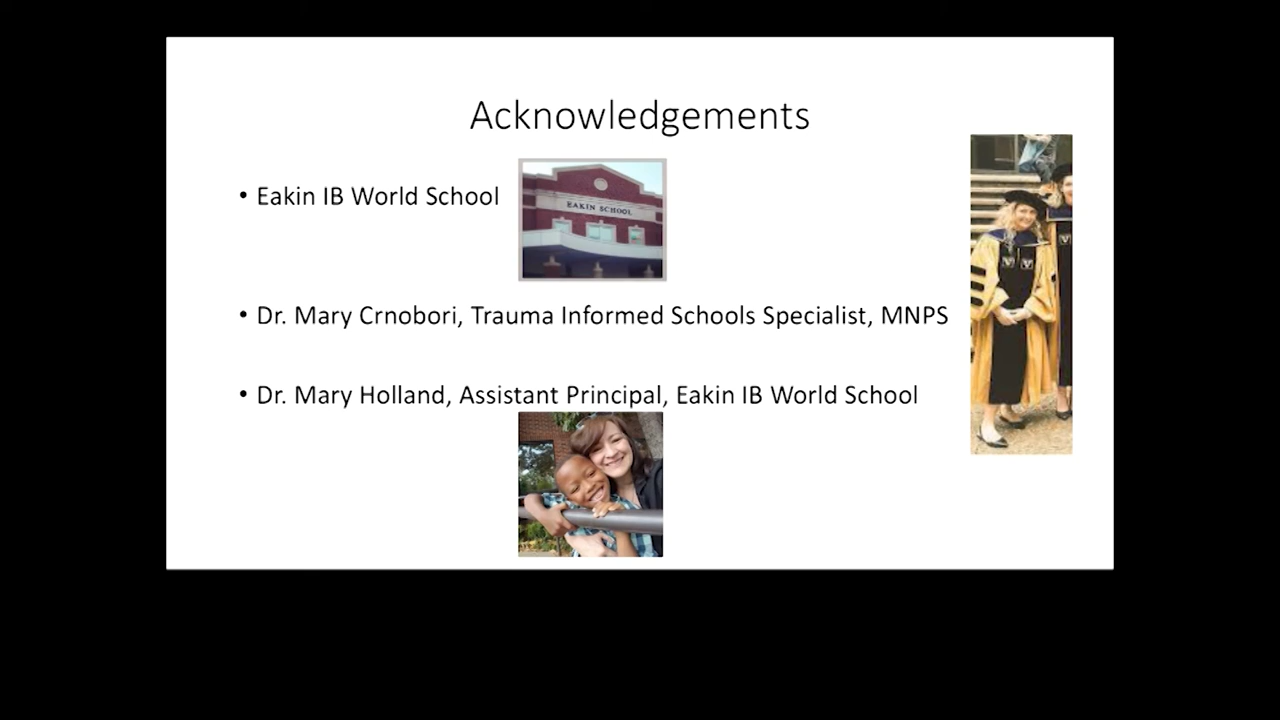 Acknowledgements
• Eakin IB World School
EAKIN SCHOOL
• Dr. Mary Crnobori, Trauma Informed Schools Specialist, MNPS
• Dr. Mary Holland, Assistant Principal, Eakin IB World School